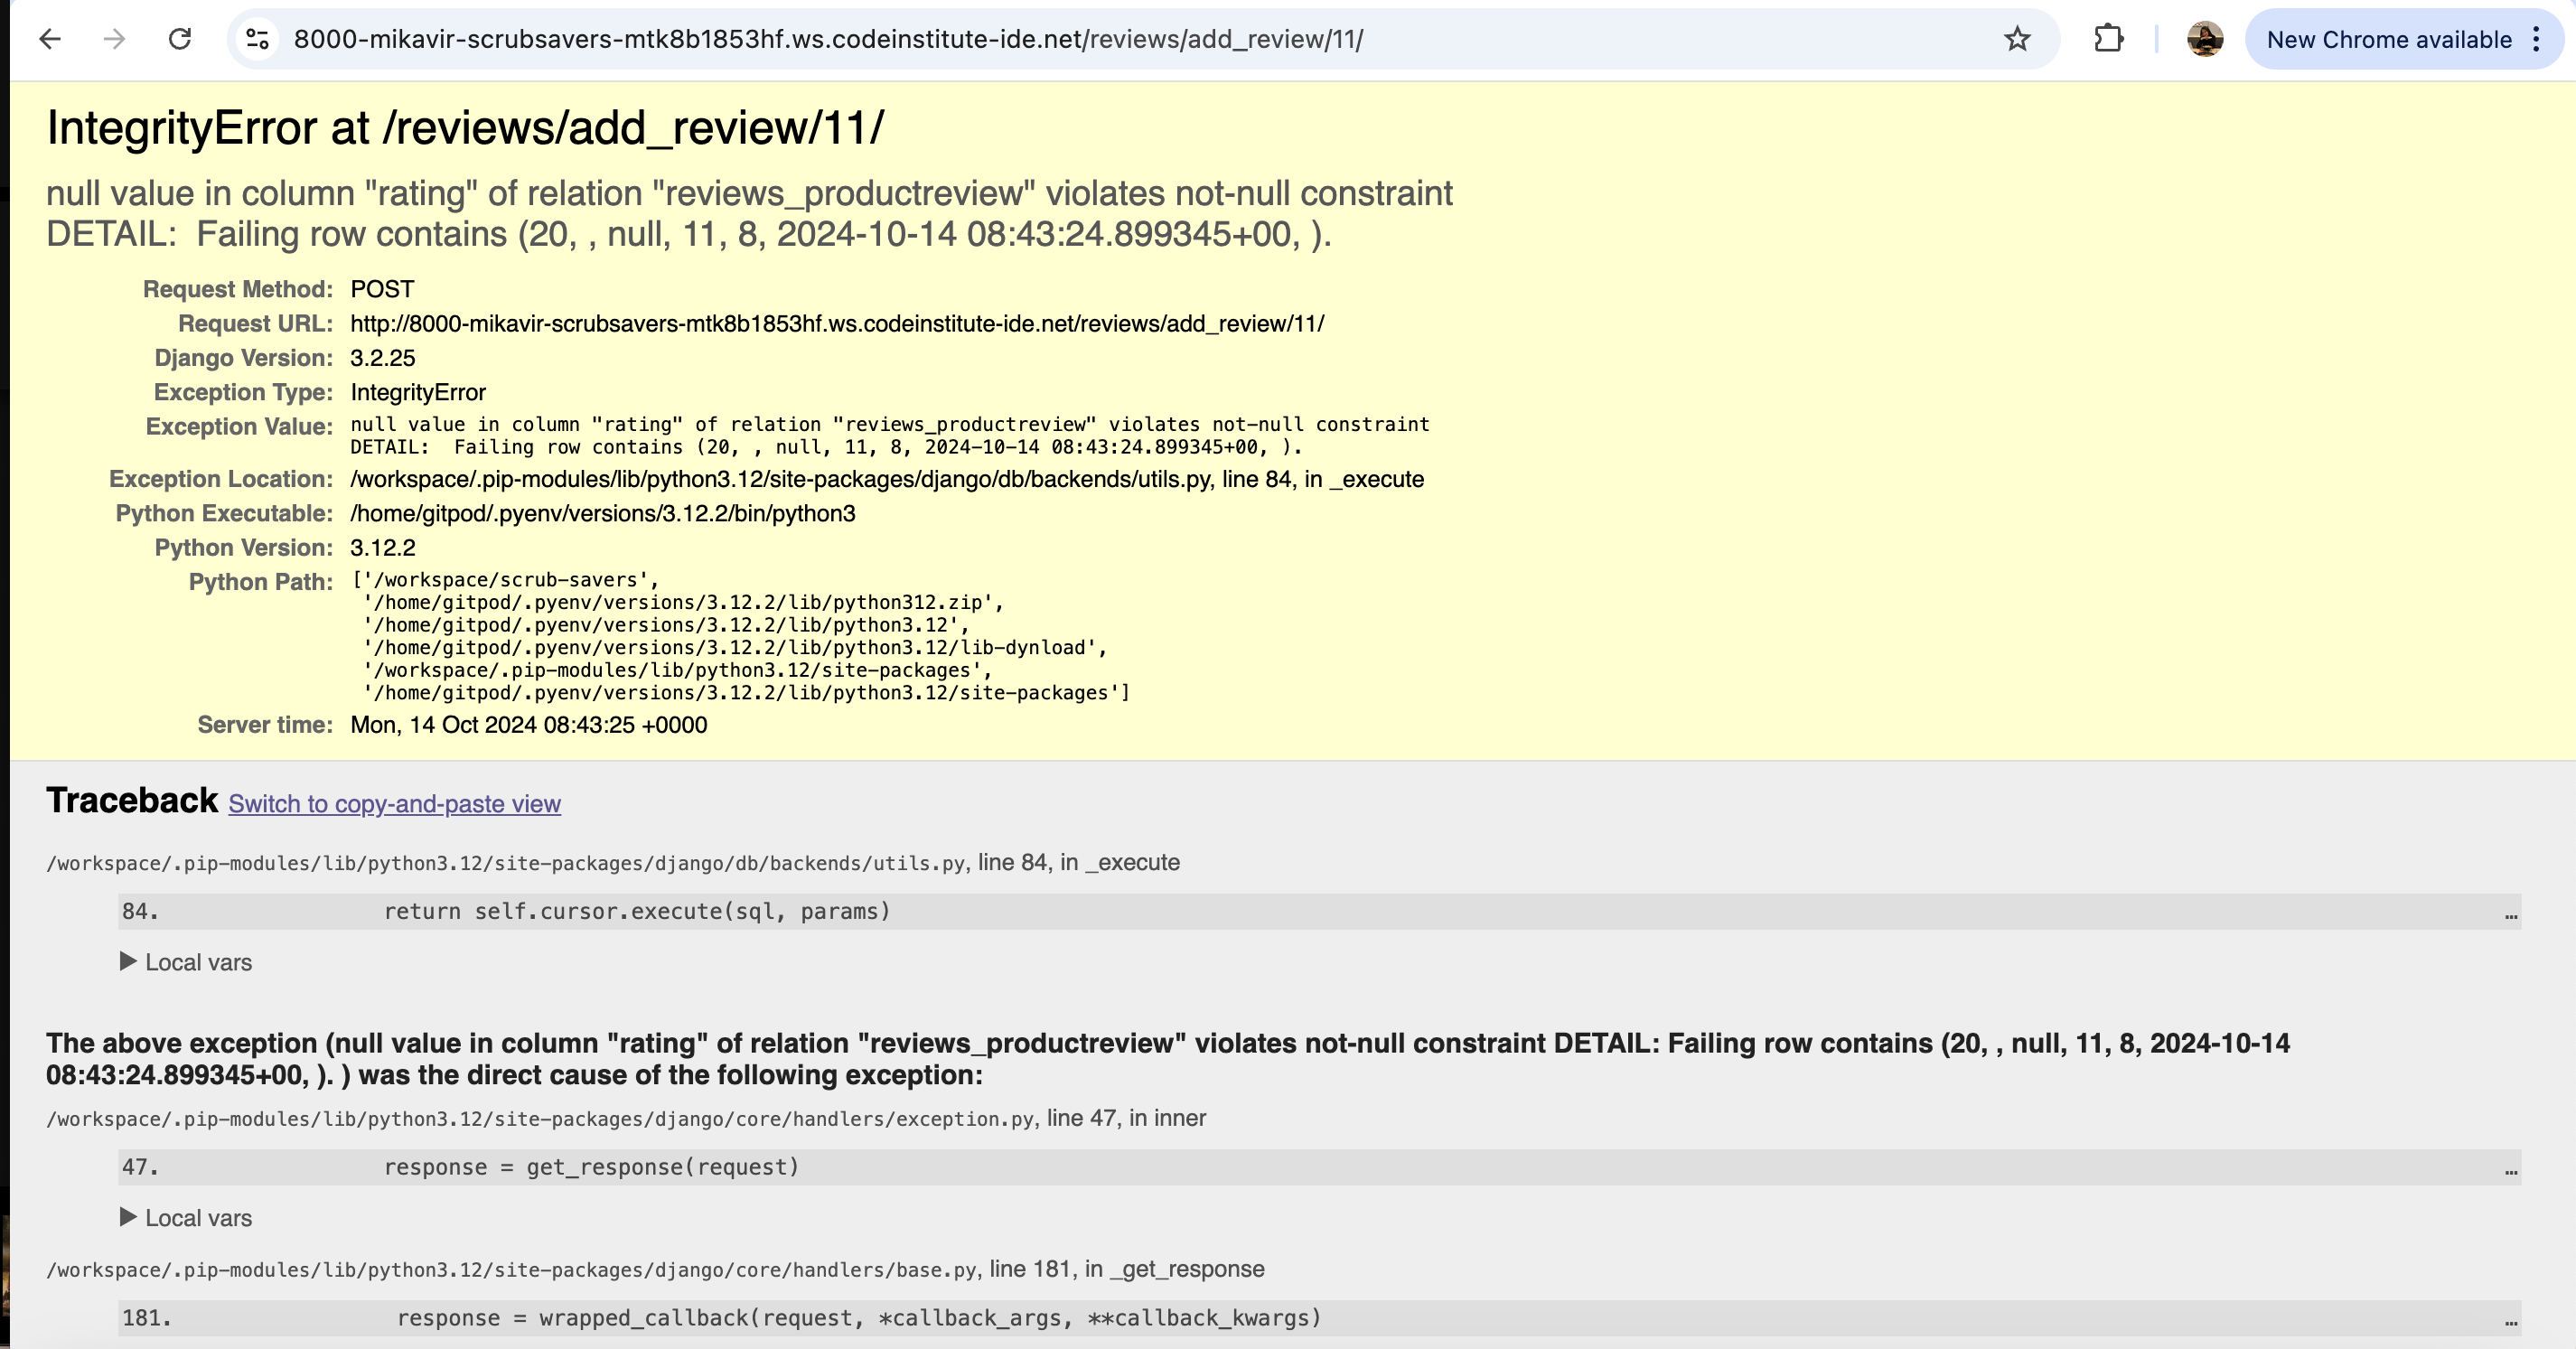 8000-mikavir-scrubsavers-mtk8b1853hf.ws.codeinstitute-ide.net/reviews/add_review/11/
New Chrome available
IntegrityError at /reviews/add_review/11/
null value in column "rating" of relation "reviews_productreview" violates not-null constraint
DETAIL:  Failing row contains (20, , null, 11, 8, 2024-10-14 08:43:24.899345+00, ).
Request Method: POST
Request URL: http://8000-mikavir-scrubsavers-mtk8b1853hf.ws.codeinstitute-ide.net/reviews/add_review/11/
Django Version: 3.2.25
Exception Type: IntegrityError
Exception Value: null value in column "rating" of relation "reviews_productreview" violates not-null constraint
DETAIL:  Failing row contains (20, , null, 11, 8, 2024-10-14 08:43:24.899345+00, ).
Exception Location: /workspace/.pip-modules/lib/python3.12/site-packages/django/db/backends/utils.py, line 84, in _execute
Python Executable: /home/gitpod/.pyenv/versions/3.12.2/bin/python3
Python Version: 3.12.2
Python Path: ['/workspace/scrub-savers',
'/home/gitpod/.pyenv/versions/3.12.2/lib/python312.zip',
'/home/gitpod/.pyenv/versions/3.12.2/lib/python3.12',
'/home/gitpod/.pyenv/versions/3.12.2/lib/python3.12/lib-dynload',
'/workspace/.pip-modules/lib/python3.12/site-packages',
'/home/gitpod/.pyenv/versions/3.12.2/lib/python3.12/site-packages']
Server time: Mon, 14 Oct 2024 08:43:25 +0000
Traceback Switch to copy-and-paste view
/workspace/.pip-modules/lib/python3.12/site-packages/django/db/backends/utils.py, line 84, in _execute
84. return self.cursor.execute(sql, params) …
▶ Local vars
The above exception (null value in column "rating" of relation "reviews_productreview" violates not-null constraint DETAIL: Failing row contains (20, , null, 11, 8, 2024-10-14
08:43:24.899345+00, ). ) was the direct cause of the following exception:
/workspace/.pip-modules/lib/python3.12/site-packages/django/core/handlers/exception.py, line 47, in inner
47. response = get_response(request) …
▶ Local vars
/workspace/.pip-modules/lib/python3.12/site-packages/django/core/handlers/base.py, line 181, in _get_response
181. response = wrapped_callback(request, *callback_args, **callback_kwargs) …